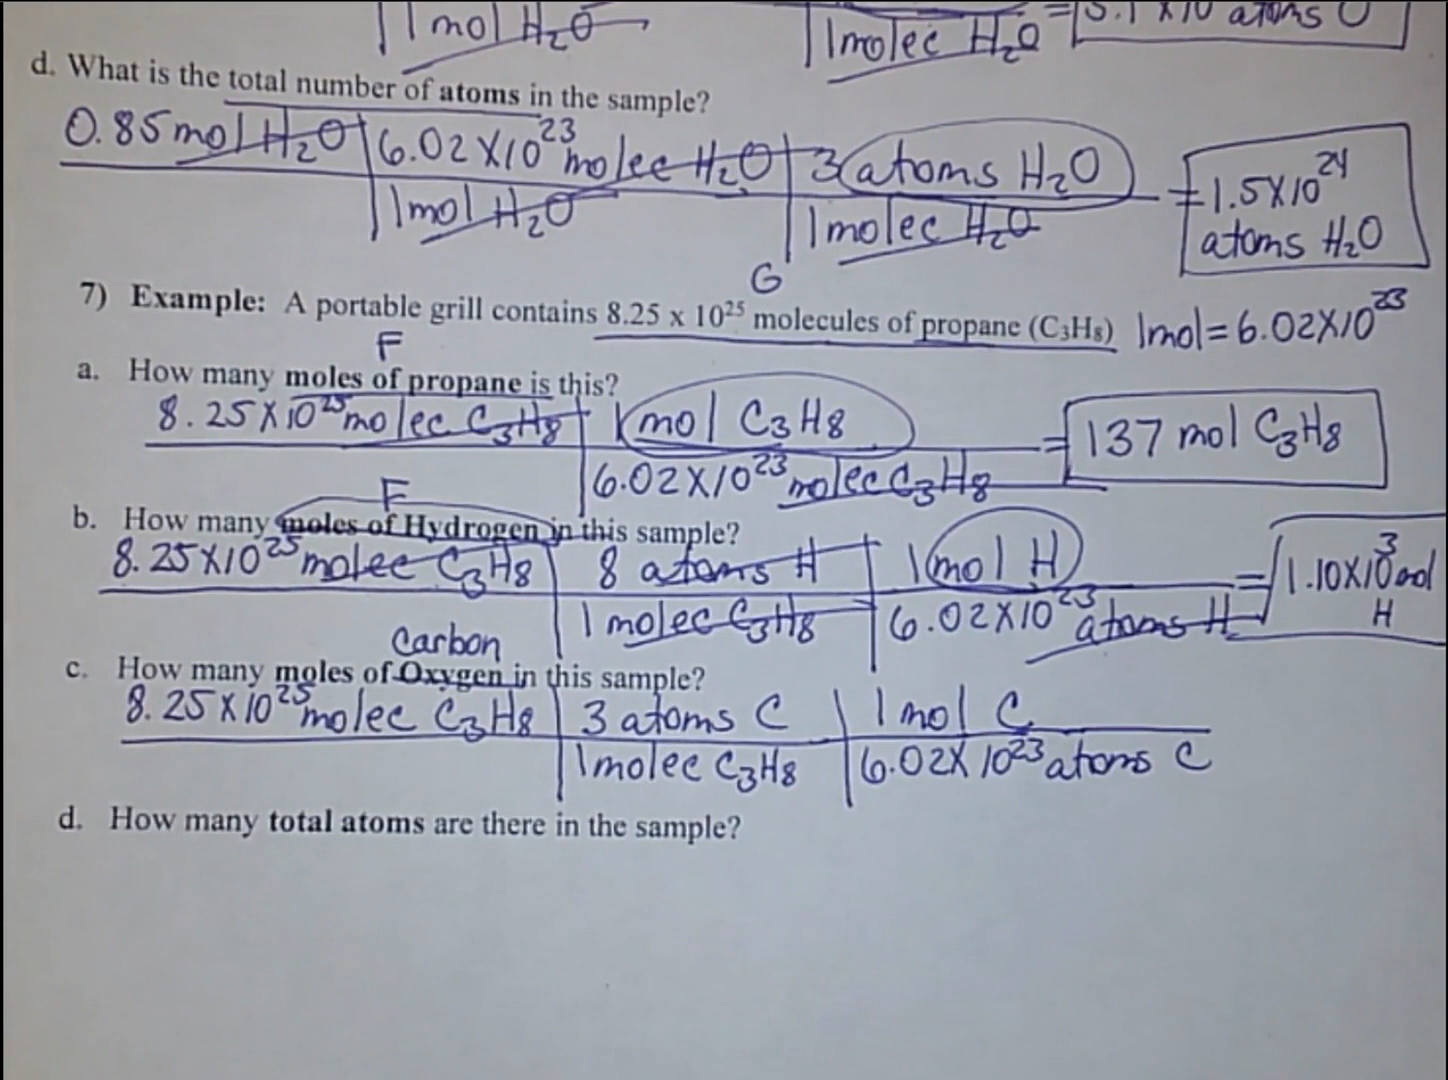 1 mol H₂O
1 molec H₂O = 5.1 x 10 atoms O
d. What is the total number of atoms in the sample?
0.85 mol H₂O 6.02 X 10²³ molec H₂O 3 atoms H₂O
1 mol H₂O 1 molec H₂O
= 1.5 X 10²⁴
atoms H₂O
G
7) Example: A portable grill contains 8.25 x 10²⁵ molecules of propane (C₃H₈) 1mol = 6.02X10²³
F
a. How many moles of propane is this?
8.25 X 10²⁵ molec C₃H₈ 1 mol C₃H₈ = 137 mol C₃H₈
6.02 X 10²³ molec C₃H₈
F
b. How many moles of Hydrogen in this sample?
8.25 X 10²⁵ molec C₃H₈ 8 atoms H 1 mol H = 1.10X10³ mol
1 molec C₃H₈ 6.02 X 10²³ atoms H H
Carbon
c. How many moles of Oxygen in this sample?
8.25 X 10²⁵ molec C₃H₈ 3 atoms C 1 mol C
1 molec C₃H₈ 6.02X 10²³ atoms C
d. How many total atoms are there in the sample?